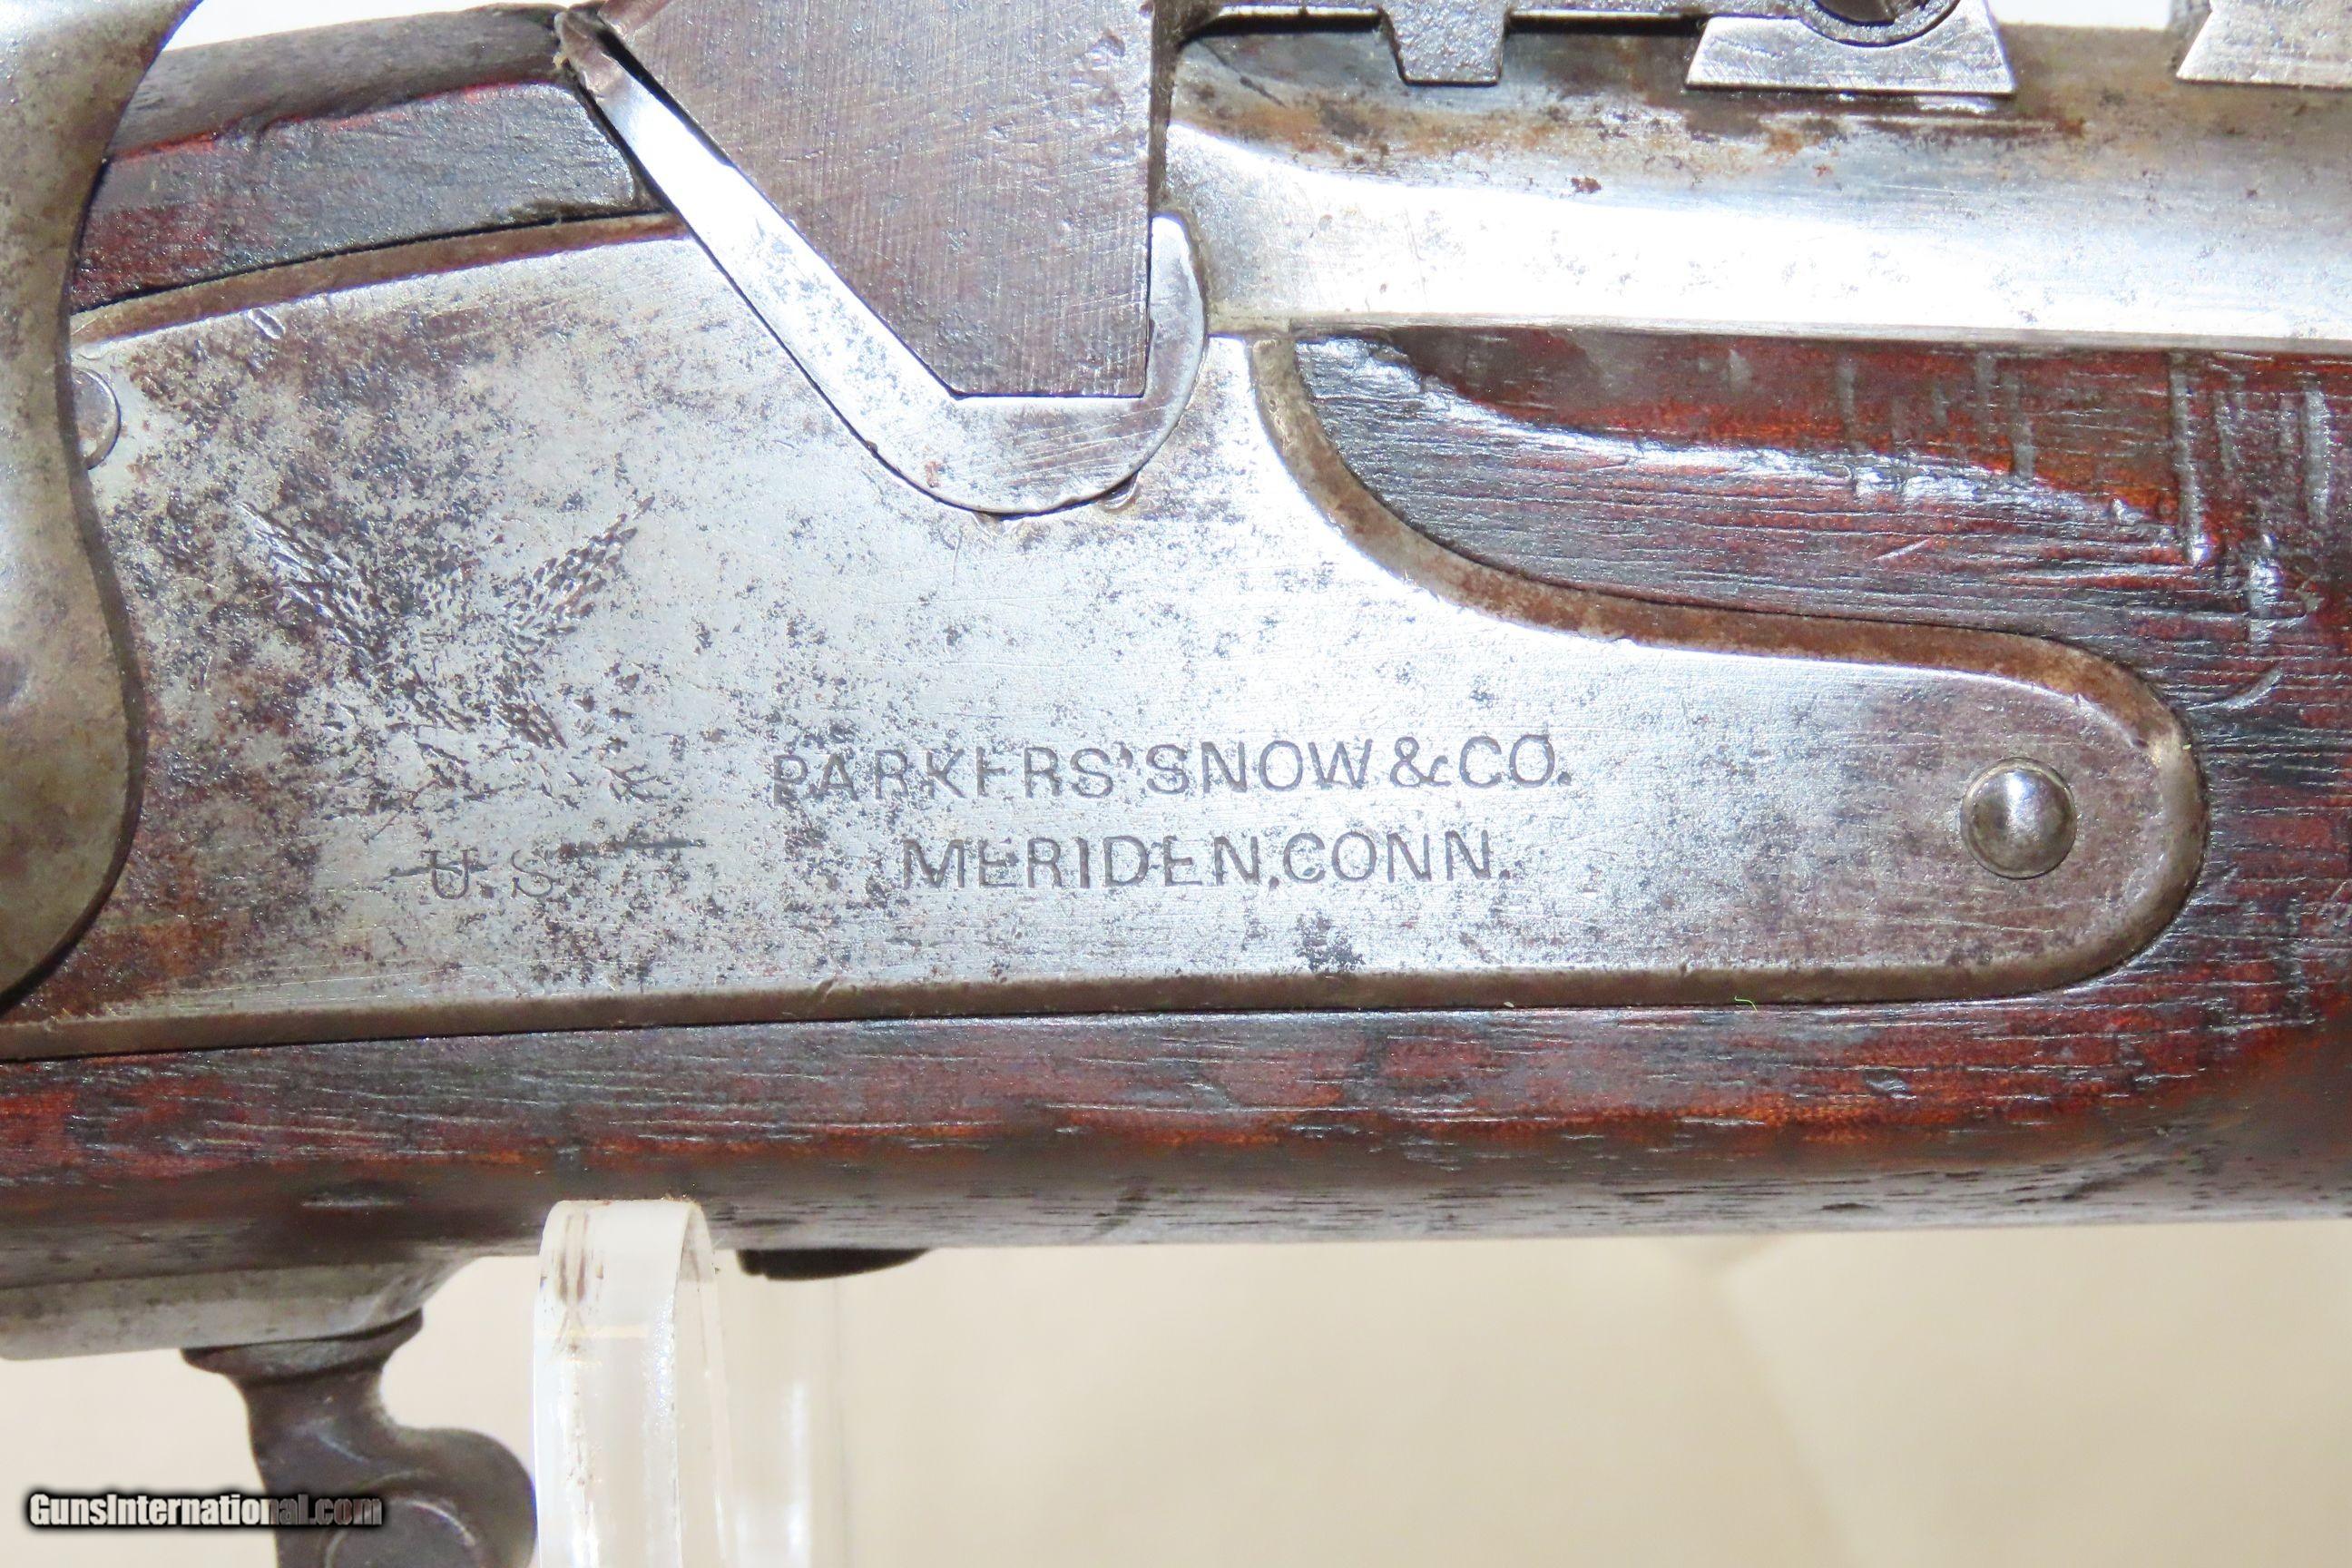 PARKERS' SNOW & CO.
MERIDEN, CONN.
U.S
GunsInternational.com